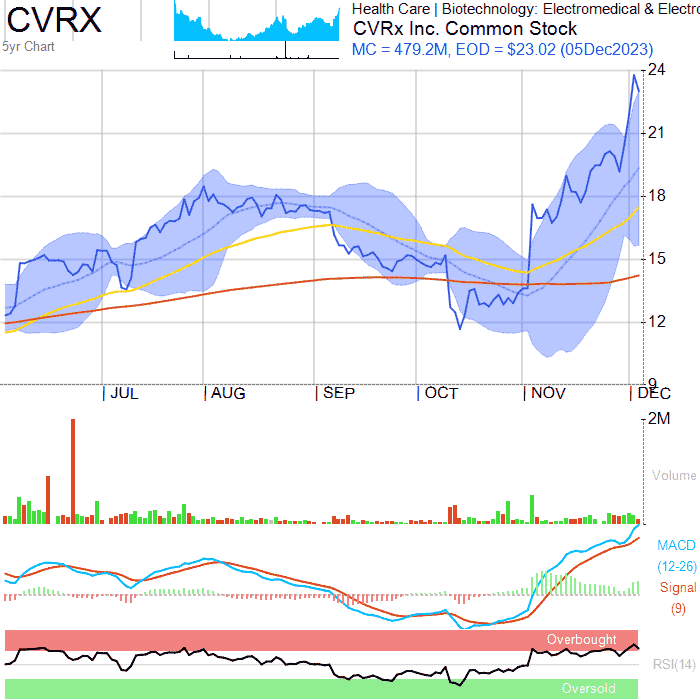 CVRX
5yr Chart
Health Care | Biotechnology: Electromedical & Electro
CVRx Inc. Common Stock
MC = 479.2M, EOD = $23.02 (05Dec2023)
24
21
18
15
12
9
JUL AUG SEP OCT NOV DEC
2M
Volume
MACD
(12-26)
Signal
(9)
Overbought
RSI(14)
Oversold